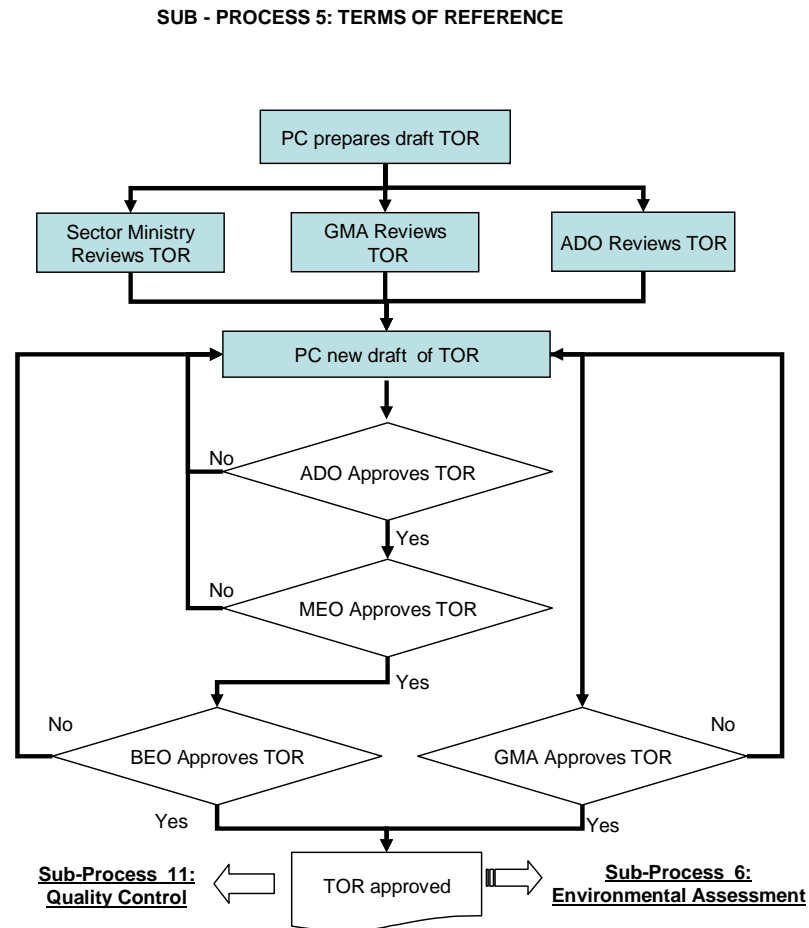 SUB - PROCESS 5: TERMS OF REFERENCE
PC prepares draft TOR
Sector Ministry
Reviews TOR
GMA Reviews
TOR
ADO Reviews TOR
PC new draft  of TOR
No
ADO Approves TOR
Yes
No
MEO Approves TOR
Yes
No
BEO Approves TOR
GMA Approves TOR
No
Yes
Yes
Sub-Process  11:
Quality Control
TOR approved
Sub-Process  6:
Environmental Assessment